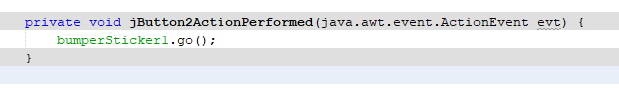 private void jButton2ActionPerformed(java.awt.event.ActionEvent evt) {
bumperSticker1.go();
}